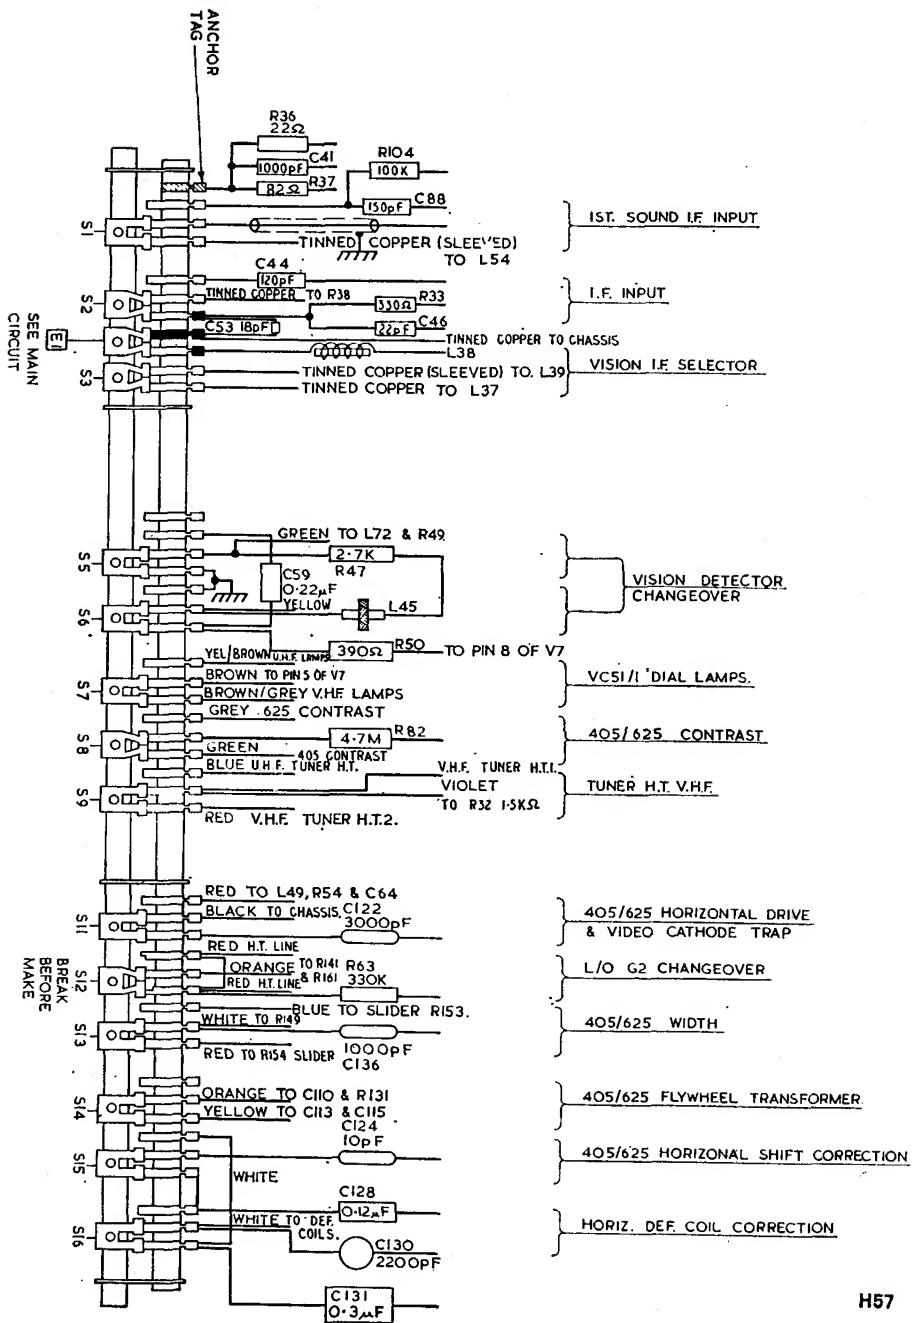 ANCHOR
TAG
R36
22Ω
C41
1000pF
R37
82Ω
R104
100K
C88
150pF
S1
TINNED COPPER (SLEEVED)
TO L54
1ST. SOUND I.F. INPUT
C44
120pF
S2
TINNED COPPER TO R38
R33
330Ω
C53 18pF
22pF
C46
I.F. INPUT
E1
SEE MAIN
CIRCUIT
TINNED COPPER TO CHASSIS
L38
S3
TINNED COPPER (SLEEVED) TO. L39
TINNED COPPER TO L37
VISION I.F. SELECTOR
GREEN TO L72 & R49
S5
2.7K
R47
C59
0.22µF
YELLOW
L45
S6
390Ω
R50
TO PIN 8 OF V7
VISION DETECTOR
CHANGEOVER
YEL/BROWN U.H.F. LAMPS
BROWN TO PIN 5 OF V7
S7
BROWN/GREY V.H.F. LAMPS
VC51/1 DIAL LAMPS.
GREY .625 CONTRAST
S8
4.7M
R82
GREEN 405 CONTRAST
405/625 CONTRAST
BLUE U.H.F. TUNER H.T.
V.H.F. TUNER H.T.1.
S9
VIOLET
TO R32 1.5KΩ
RED V.H.F. TUNER H.T.2.
TUNER H.T. V.H.F.
RED TO L49, R54 & C64
BLACK TO CHASSIS
C122
3000pF
S11
405/625 HORIZONTAL DRIVE
& VIDEO CATHODE TRAP
RED H.T. LINE
ORANGE TO R141
& R161
RED H.T. LINE
R63
330K
S12
BREAK
BEFORE
MAKE
L/O G2 CHANGEOVER
BLUE TO SLIDER R153.
WHITE TO R149
S13
RED TO R154 SLIDER
1000pF
C136
405/625 WIDTH
ORANGE TO C110 & R131
S14
YELLOW TO C113 & C115
405/625 FLYWHEEL TRANSFORMER.
C124
10pF
S15
405/625 HORIZONAL SHIFT CORRECTION
WHITE
C128
0.12µF
WHITE TO DEF.
COILS.
S16
C130
2200PF
HORIZ. DEF. COIL CORRECTION
C131
0.3µF
H57